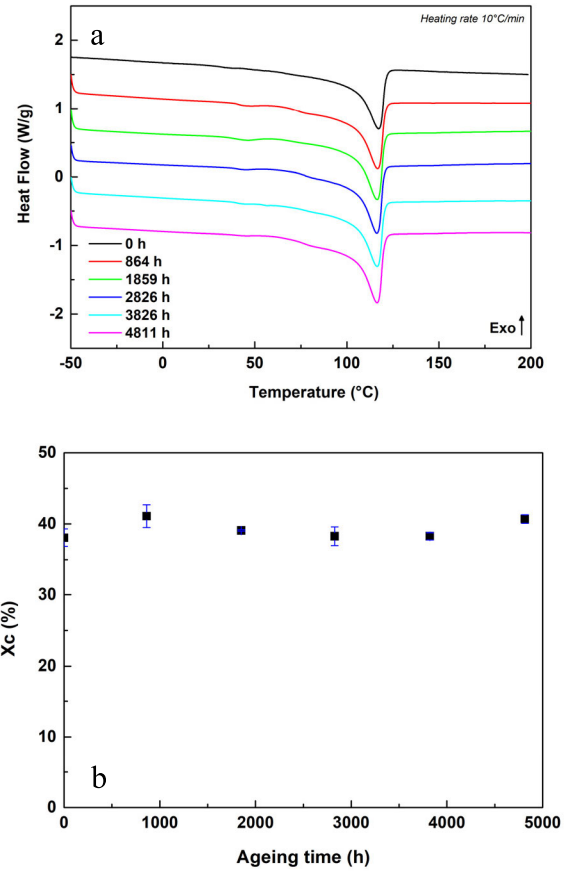 a
Heating rate 10°C/min
2
1
0
-1
-2
Heat Flow (W/g)
0 h
864 h
1859 h
2826 h
3826 h
4811 h
Exo
-50
0
50
100
150
200
Temperature (°C)
50
40
30
20
10
0
Xc (%)
b
0
1000
2000
3000
4000
5000
Ageing time (h)